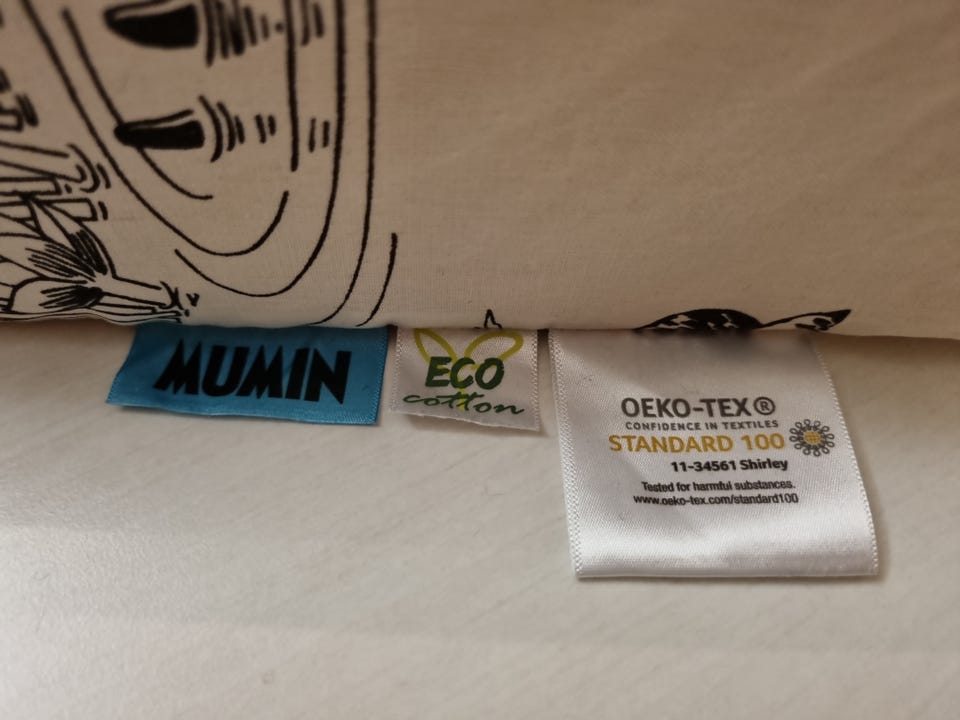 MUMIN
ECO
cotton
OEKO-TEX®
CONFIDENCE IN TEXTILES
STANDARD 100
11-34561 Shirley
Tested for harmful substances.
www.oeko-tex.com/standard100